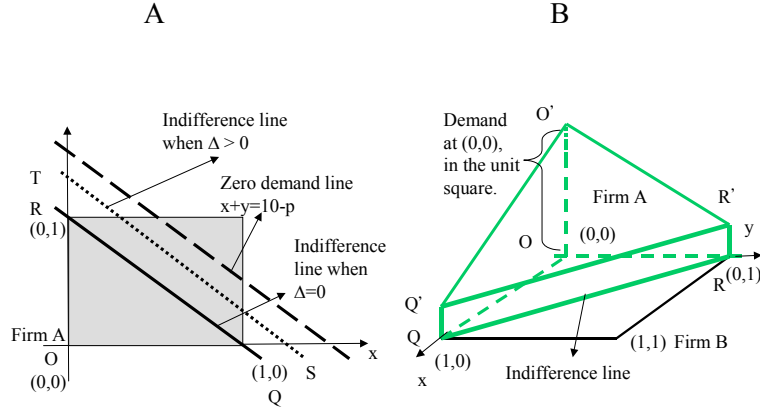 A
B
Indifference line
when Δ > 0
T
Zero demand line
x+y=10-p
R
(0,1)
Indifference
line when
Δ=0
Firm A
O
(0,0)
(1,0)
Q
S
x
Demand
at (0,0),
in the unit
square.
O'
Firm A
R'
O
(0,0)
y
R
(0,1)
Q'
Q
(1,0)
x
(1,1)
Firm B
Indifference line